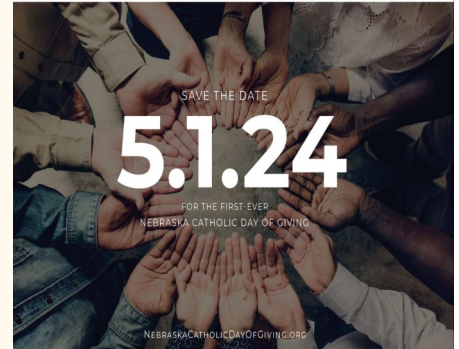 SAVE THE DATE
5.1.24
FOR THE FIRST-EVER
NEBRASKA CATHOLIC DAY OF GIVING
NEBRASKACATHOLICDAYOFGIVING.ORG